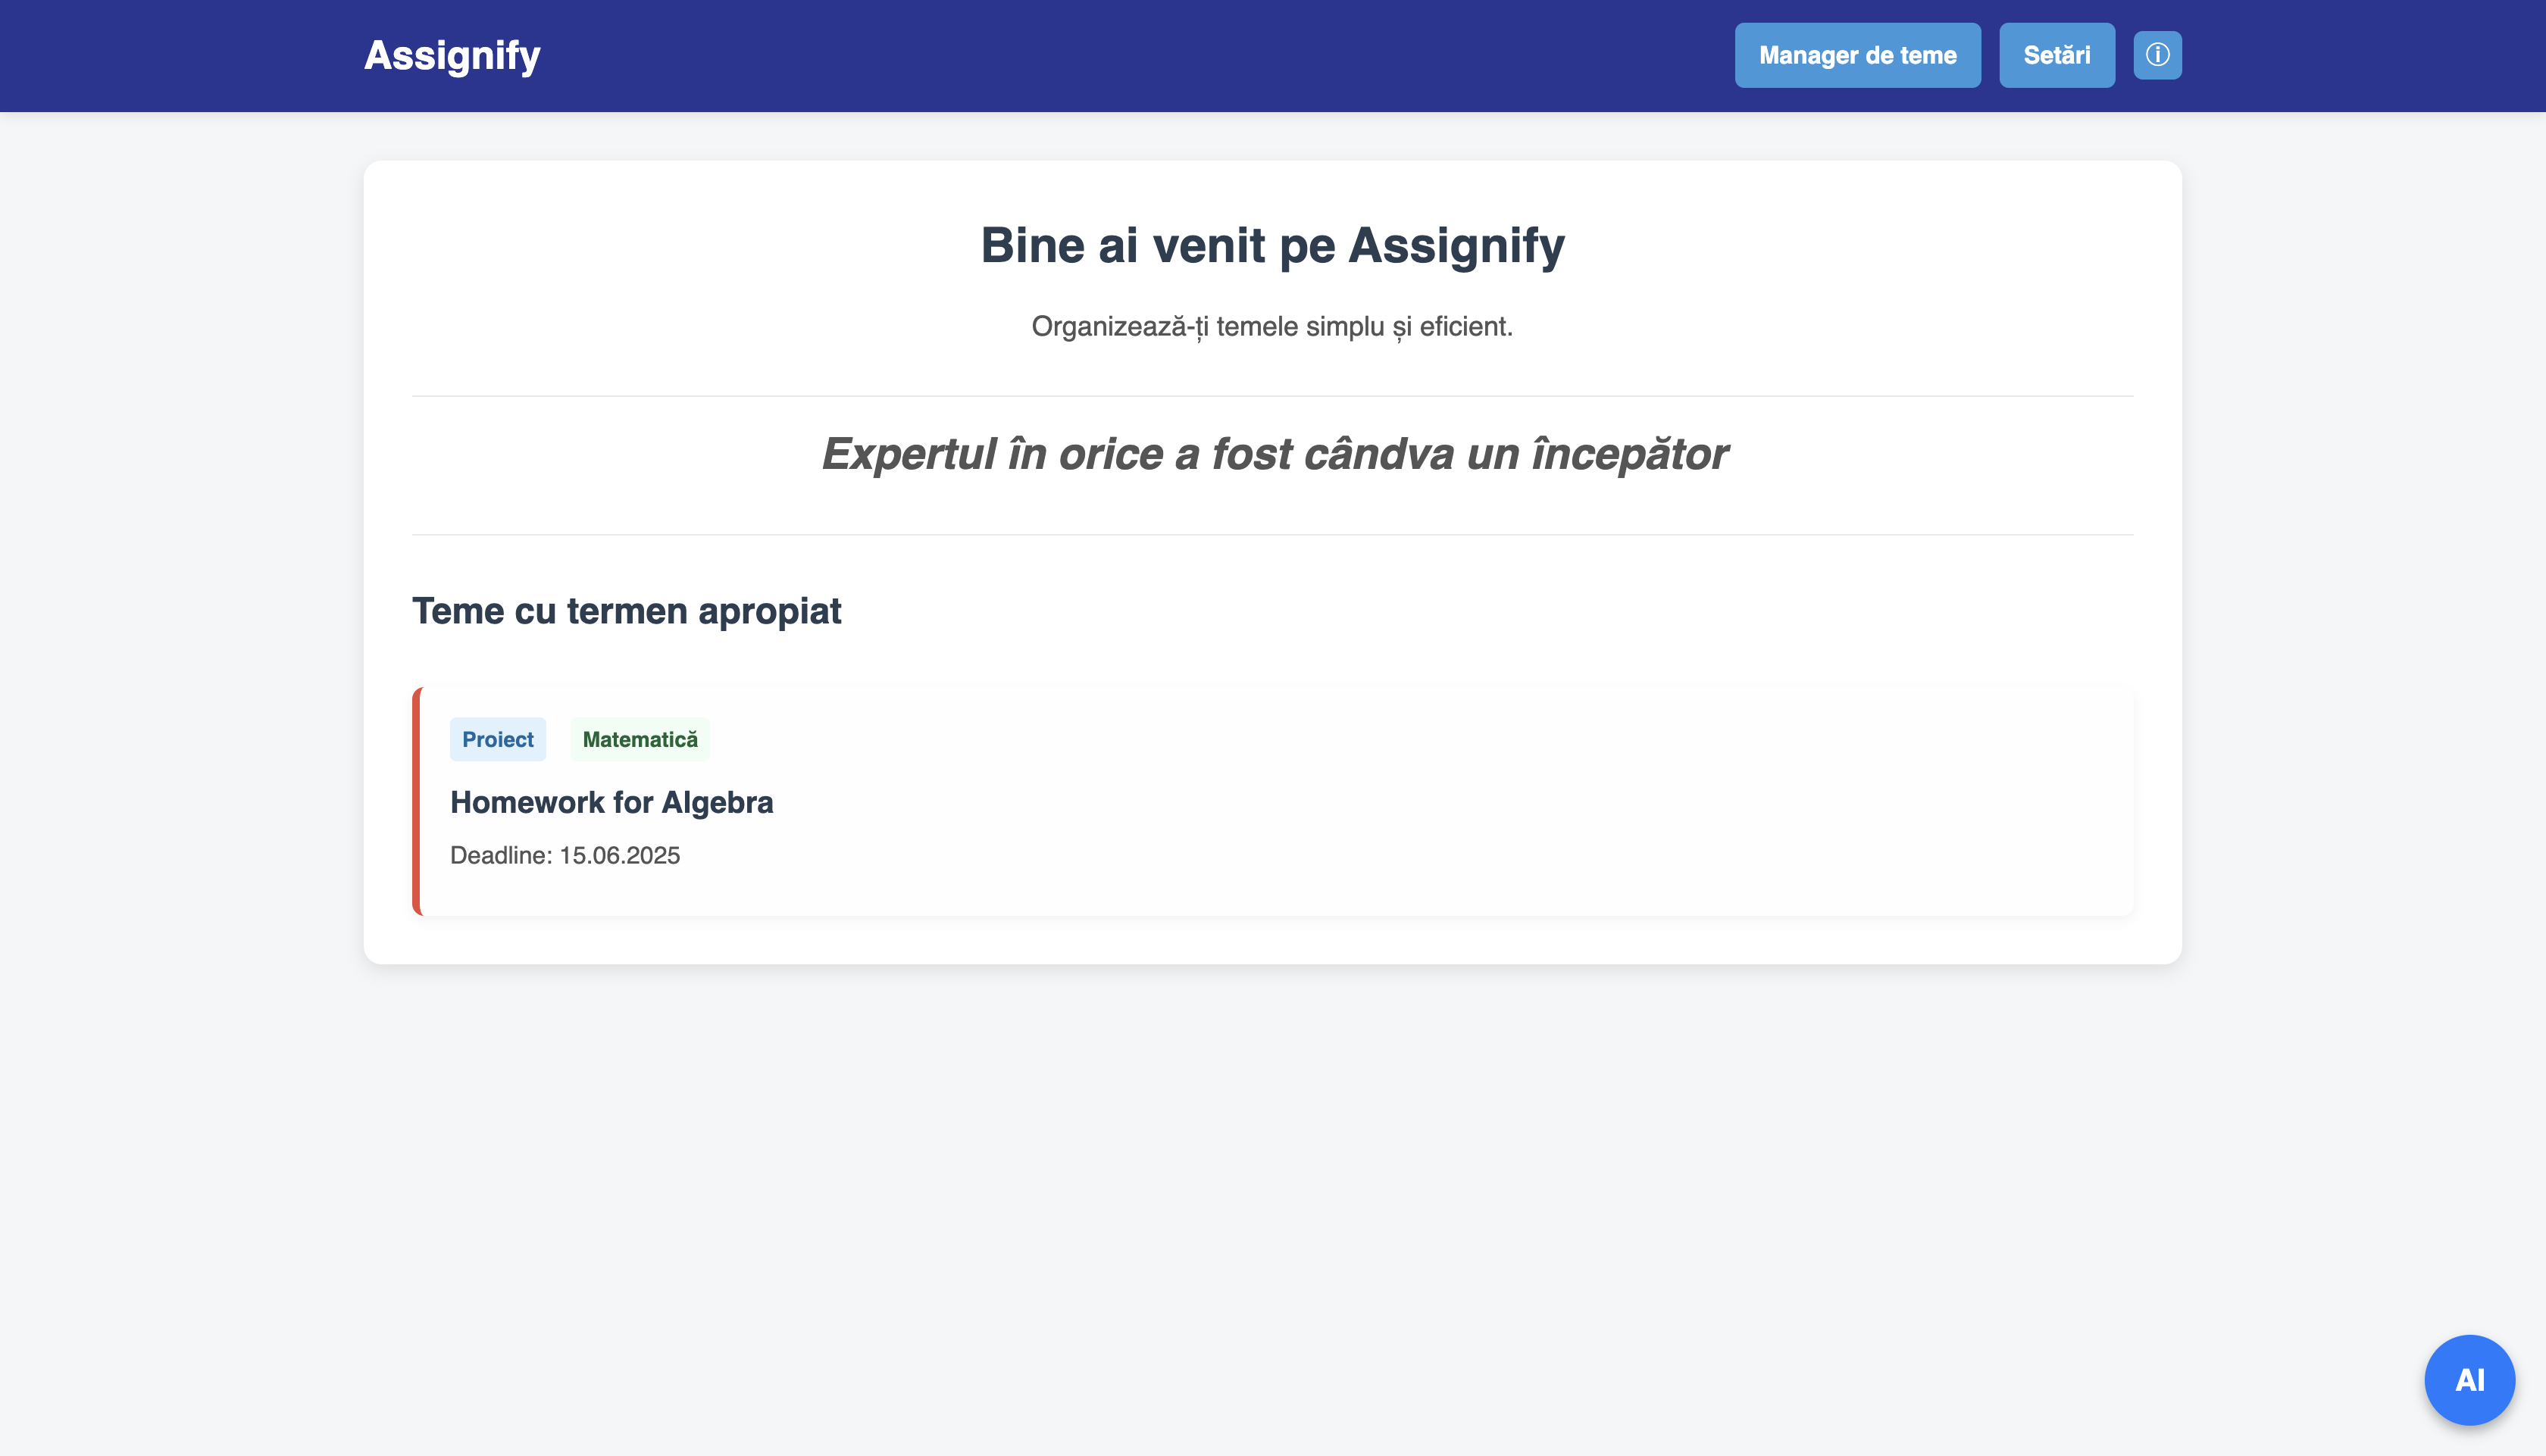 Assignify
Manager de teme
Setări
ⓘ
Bine ai venit pe Assignify
Organizează-ți temele simplu și eficient.
Expertul în orice a fost cândva un începător
Teme cu termen apropiat
Proiect
Matematică
Homework for Algebra
Deadline: 15.06.2025
AI